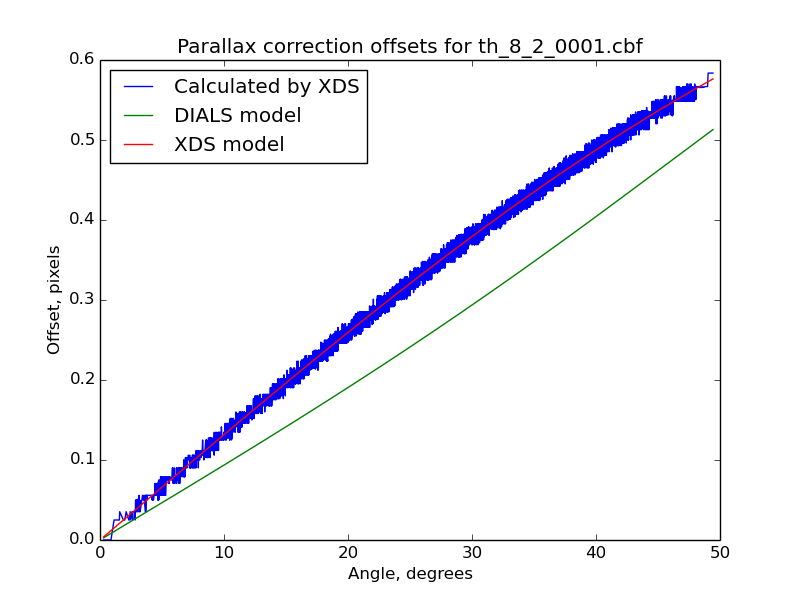 Parallax correction offsets for th_8_2_0001.cbf
0.6
0.5
0.4
0.3
0.2
0.1
0.0
Offset, pixels
Calculated by XDS
DIALS model
XDS model
0 10 20 30 40 50
Angle, degrees